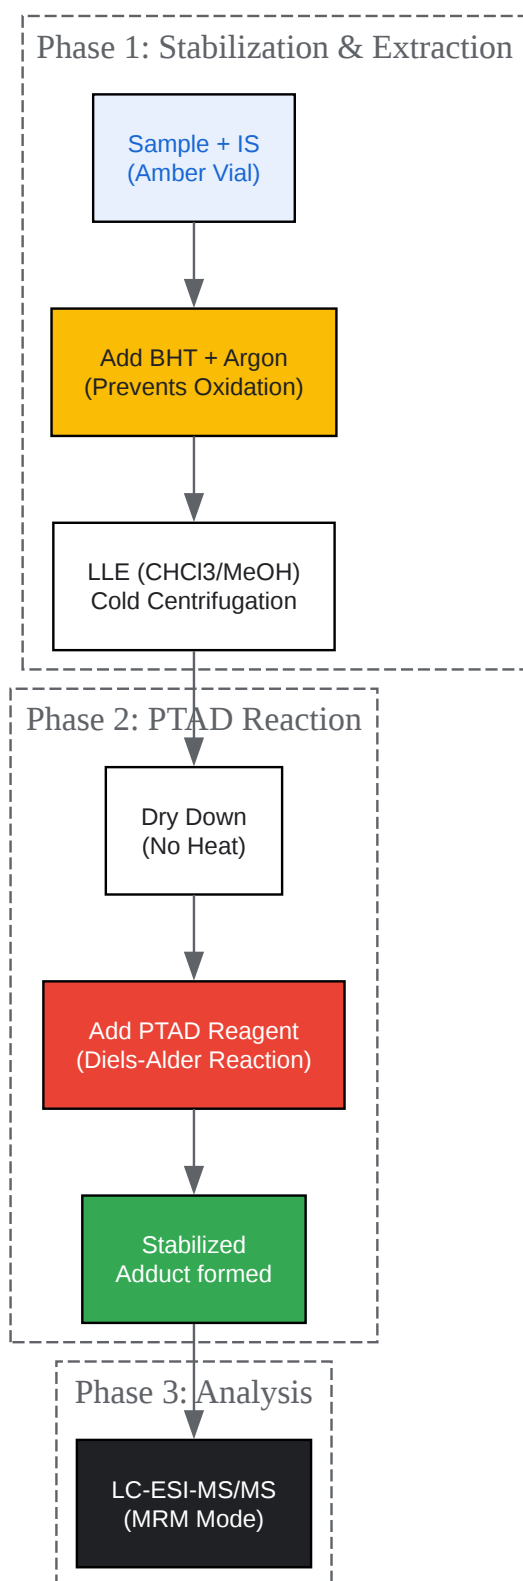 Phase 1: Stabilization & Extraction
Sample + IS
(Amber Vial)
Add BHT + Argon
(Prevents Oxidation)
LLE (CHCl3/MeOH)
Cold Centrifugation
Phase 2: PTAD Reaction
Dry Down
(No Heat)
Add PTAD Reagent
(Diels-Alder Reaction)
Stabilized
Adduct formed
Phase 3: Analysis
LC-ESI-MS/MS
(MRM Mode)